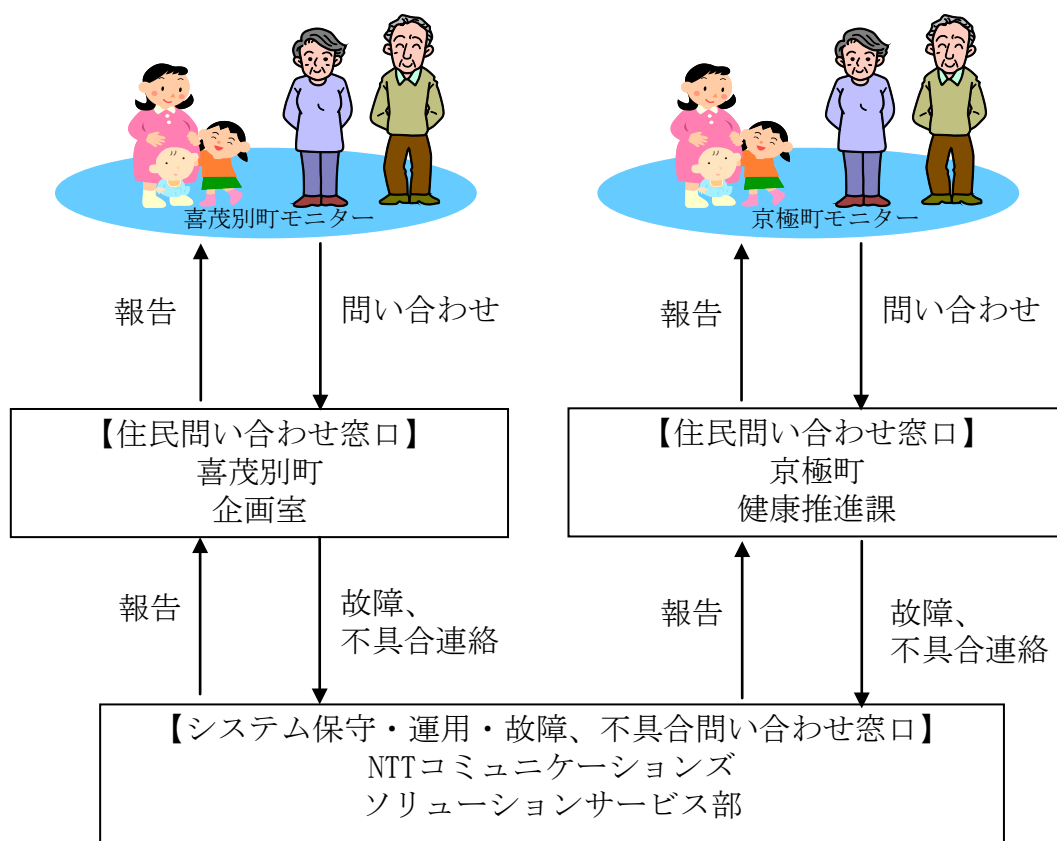 喜茂別町モニター
京極町モニター
報告
問い合わせ
報告
問い合わせ
【住民問い合わせ窓口】
喜茂別町
企画室
【住民問い合わせ窓口】
京極町
健康推進課
報告
故障、
不具合連絡
報告
故障、
不具合連絡
【システム保守・運用・故障、不具合問い合わせ窓口】
NTTコミュニケーションズ
ソリューションサービス部